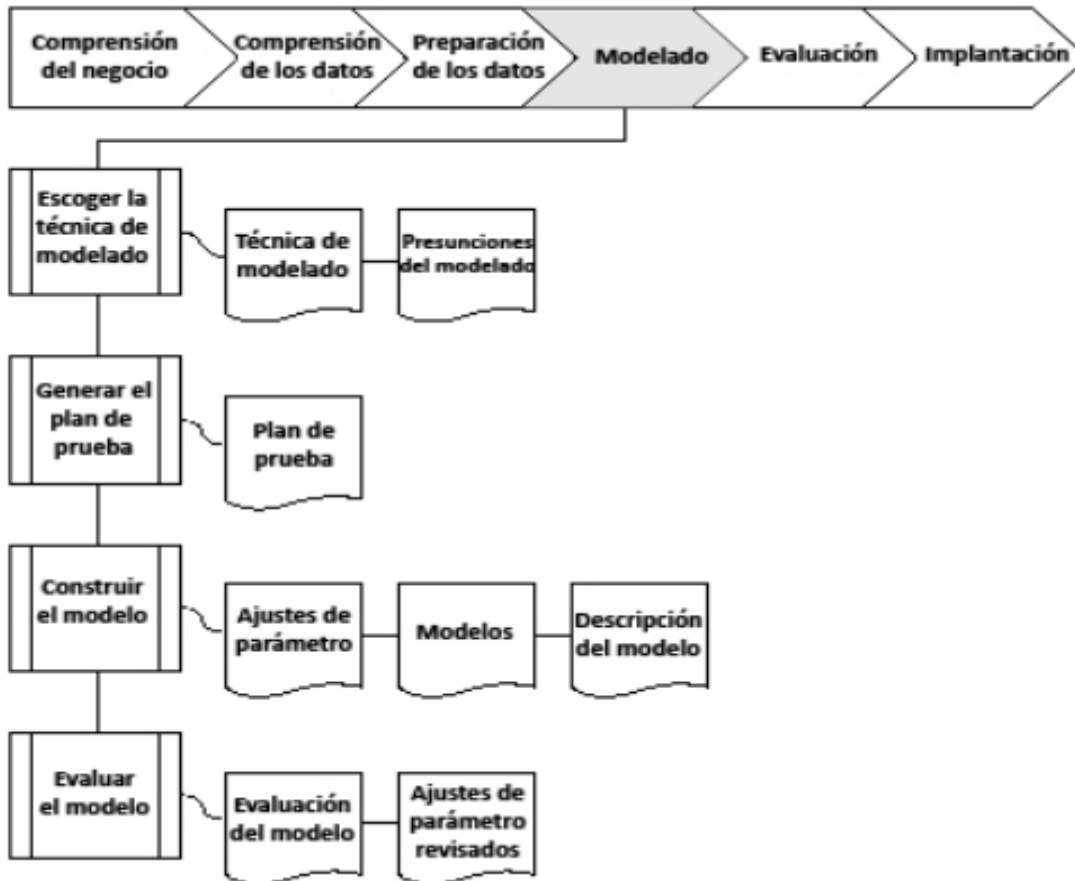 Comprensión
del negocio
Comprensión
de los datos
Preparación
de los datos
Modelado
Evaluación
Implantación
Escoger la
técnica de
modelado
Técnica de
modelado
Presunciones
del modelado
Generar el
plan de
prueba
Plan de
prueba
Construir
el modelo
Ajustes de
parámetro
Modelos
Descripción
del modelo
Evaluar
el modelo
Evaluación
del modelo
Ajustes de
parámetro
revisados